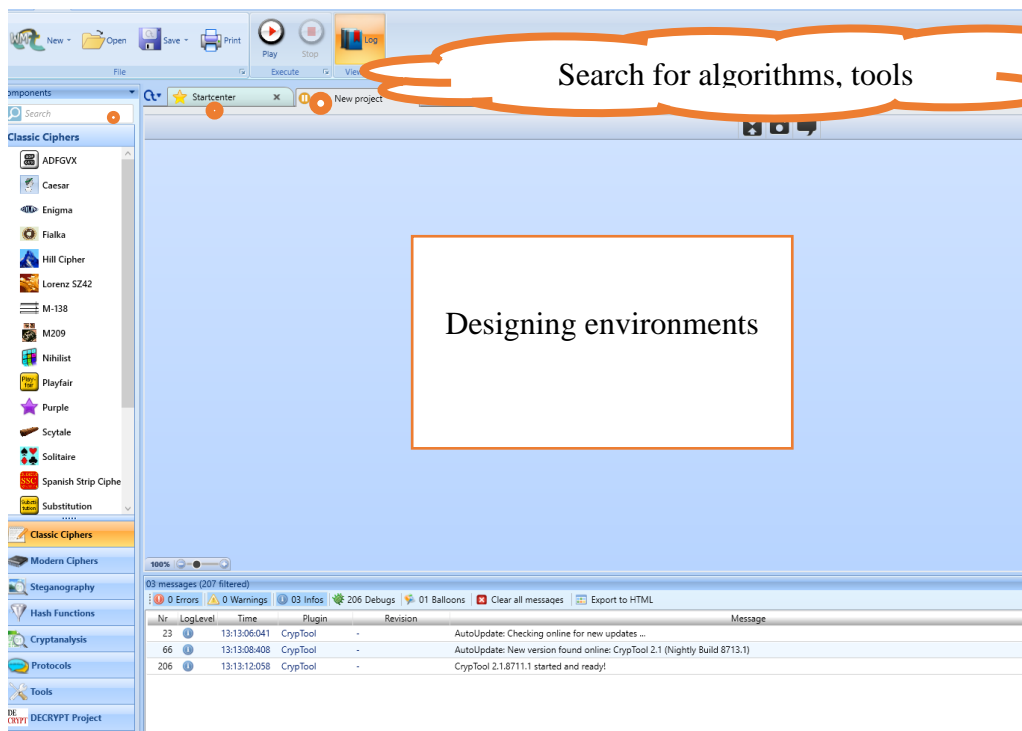 New Open Save Print Play Stop Log
File Execute View
Search for algorithms, tools
omponents
Startcenter
New project
Search
Classic Ciphers
ADFGVX
Caesar
Enigma
Fialka
Hill Cipher
Lorenz SZ42
M-138
M209
Nihilist
Playfair
Purple
Scytale
Solitaire
SSC Spanish Strip Ciphe
Substitution
Designing environments
Classic Ciphers
Modern Ciphers
Steganography
Hash Functions
Cryptanalysis
Protocols
Tools
DECRYPT Project
100%
03 messages (207 filtered)
0 Errors 0 Warnings 03 Infos 206 Debugs 01 Balloons Clear all messages Export to HTML
Nr LogLevel Time Plugin Revision Message
23 13:13:06:041 CrypTool - AutoUpdate: Checking online for new updates ...
66 13:13:08:408 CrypTool - AutoUpdate: New version found online: CrypTool 2.1 (Nightly Build 8713.1)
206 13:13:12:058 CrypTool - CrypTool 2.1.8711.1 started and ready!